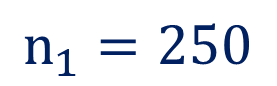 n₁ = 250